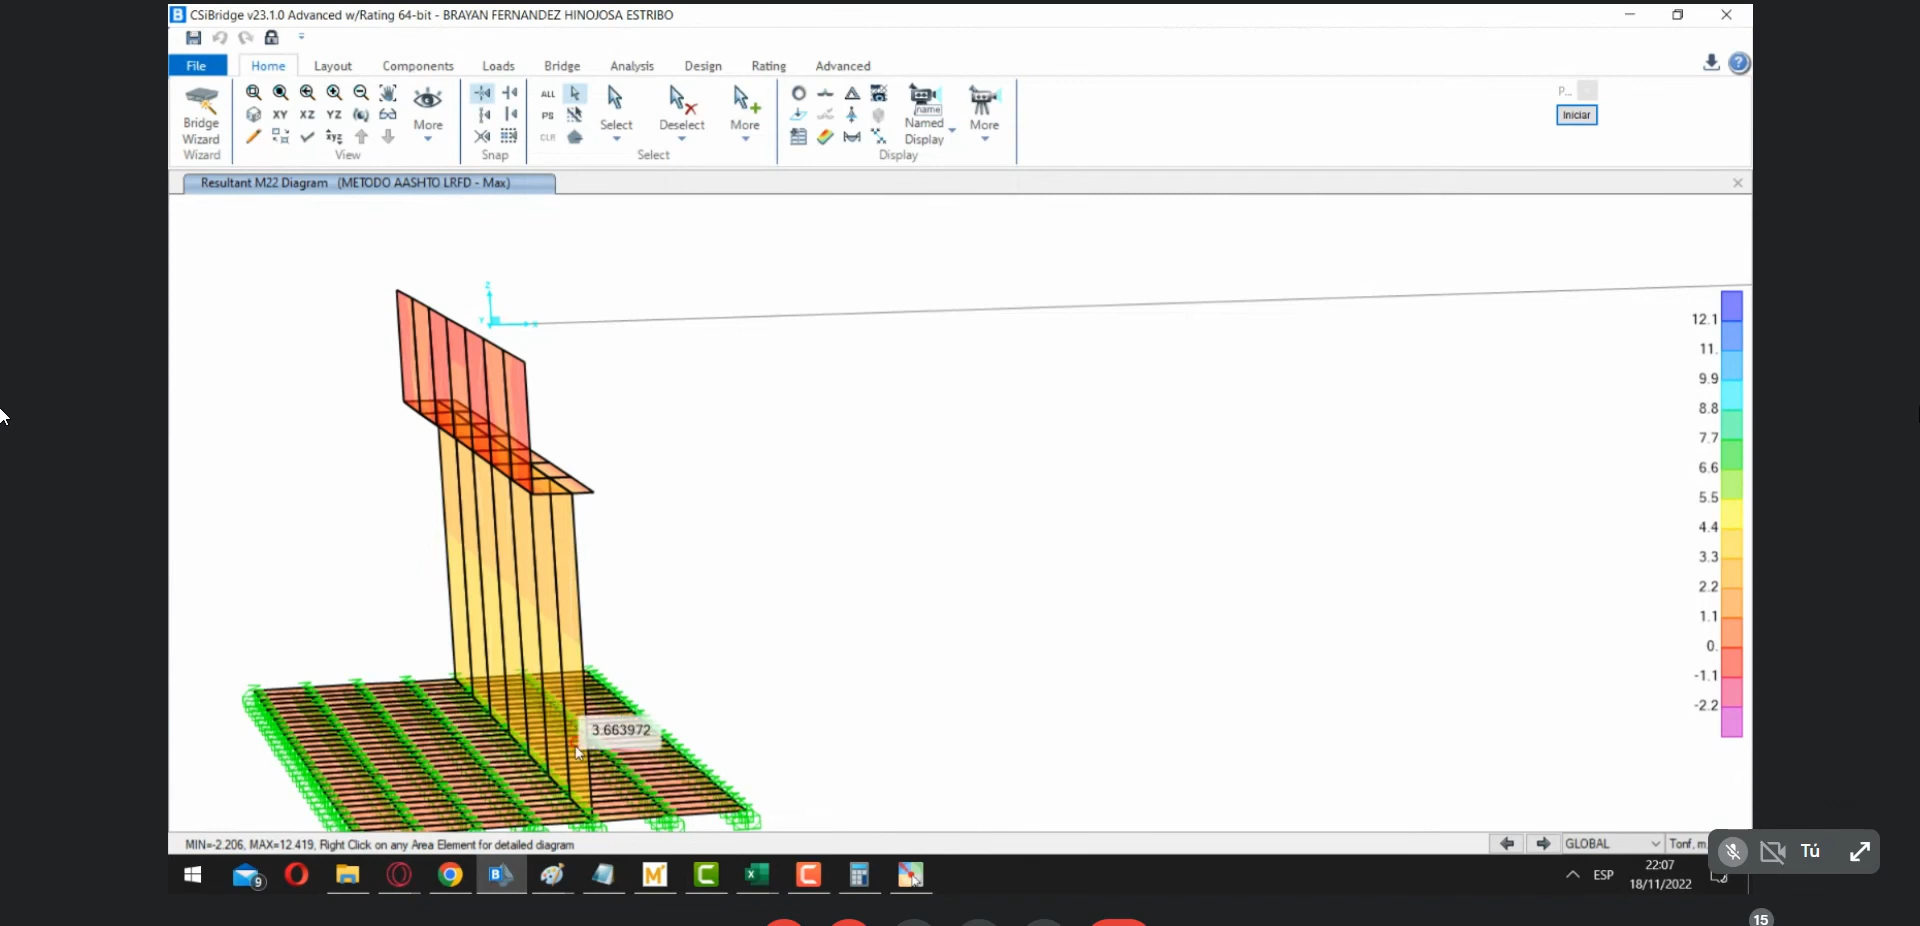 CSiBridge v23.1.0 Advanced w/Rating 64-bit - BRAYAN FERNANDEZ HINOJOSA ESTRIBO
File Home Layout Components Loads Bridge Analysis Design Rating Advanced
Bridge Wizard
Wizard
XY XZ YZ
xyz
More
View
Snap
ALL
PS
CLR
Select
Deselect
More
Select
name
Named Display
More
Display
P...
Iniciar
Resultant M22 Diagram (METODO AASHTO LRFD - Max)
Z
Y
X
12.1
11.
9.9
8.8
7.7
6.6
5.5
4.4
3.3
2.2
1.1
0.
-1.1
-2.2
3.663972
MIN=-2.206, MAX=12.419, Right Click on any Area Element for detailed diagram
GLOBAL
Tonf, m,
Tú
9
ESP
22:07
18/11/2022
15